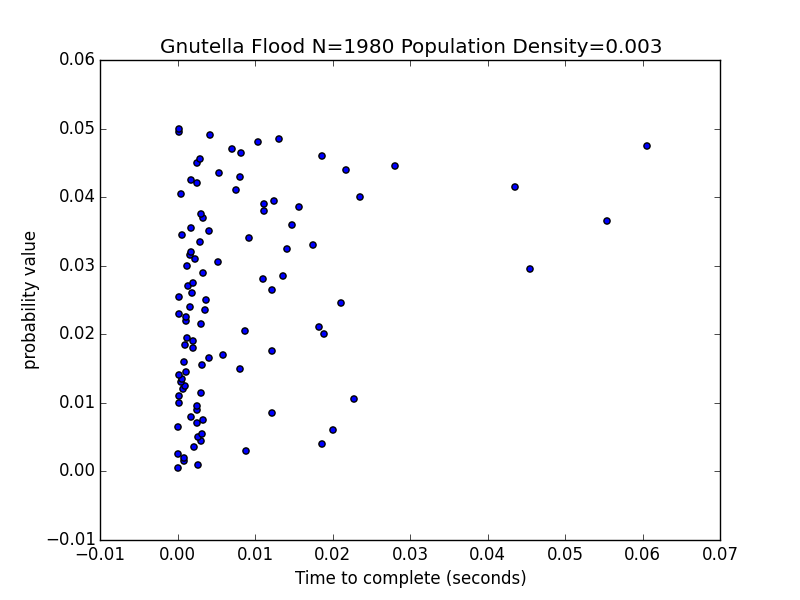 Gnutella Flood N=1980 Population Density=0.003
0.06
0.05
0.04
0.03
0.02
0.01
0.00
−0.01
probability value
−0.01 0.00 0.01 0.02 0.03 0.04 0.05 0.06 0.07
Time to complete (seconds)